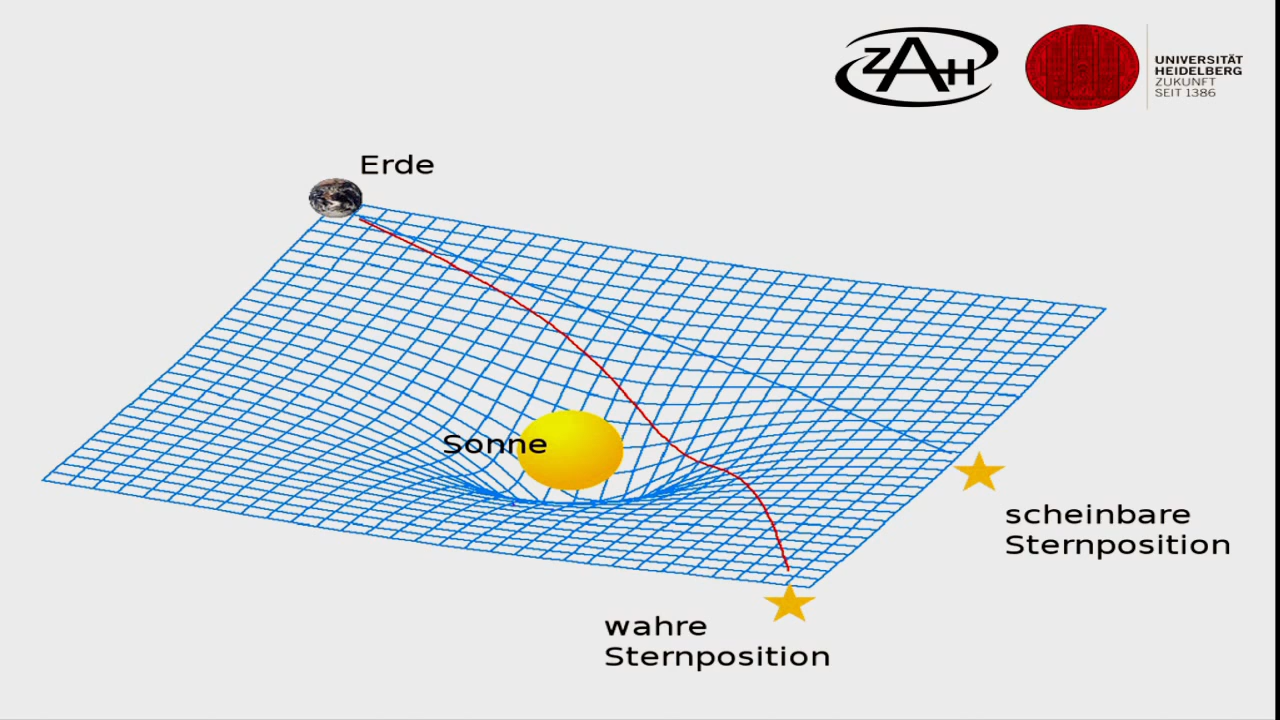 ZAH
UNIVERSITÄT
HEIDELBERG
ZUKUNFT
SEIT 1386
Erde
Sonne
scheinbare
Sternposition
wahre
Sternposition